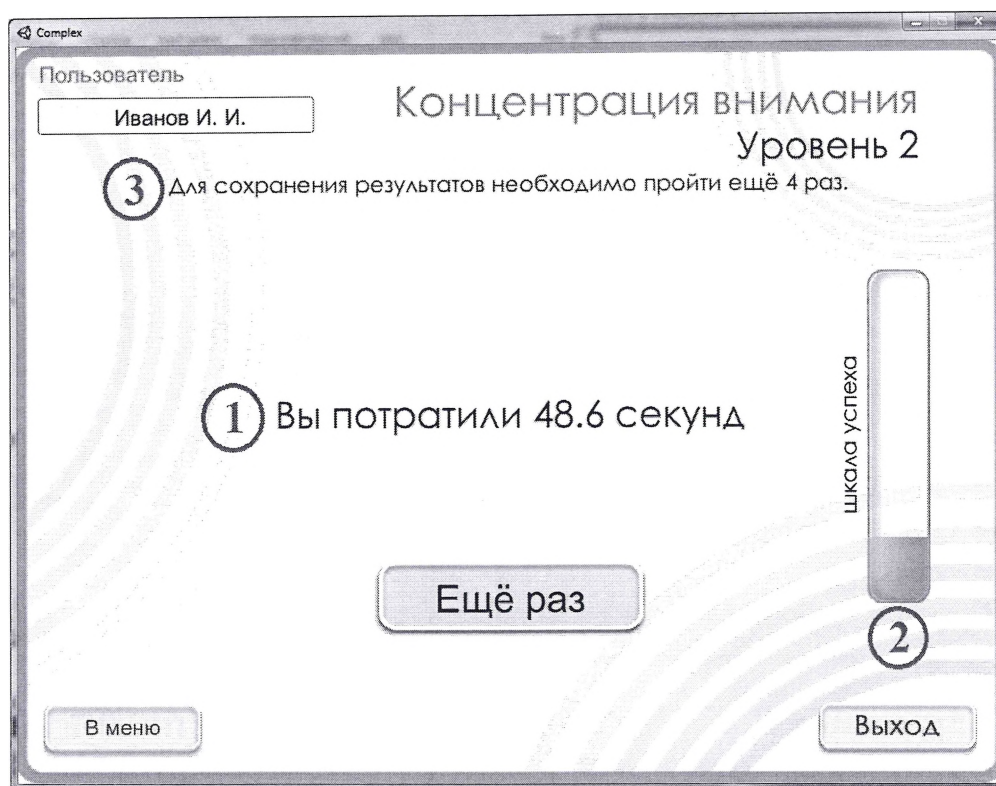 Complex
Пользователь
Иванов И. И.
Концентрация внимания
Уровень 2
3 Для сохранения результатов необходимо пройти ещё 4 раз.
1 Вы потратили 48.6 секунд
шкала успеха
Ещё раз
2
В меню
Выход